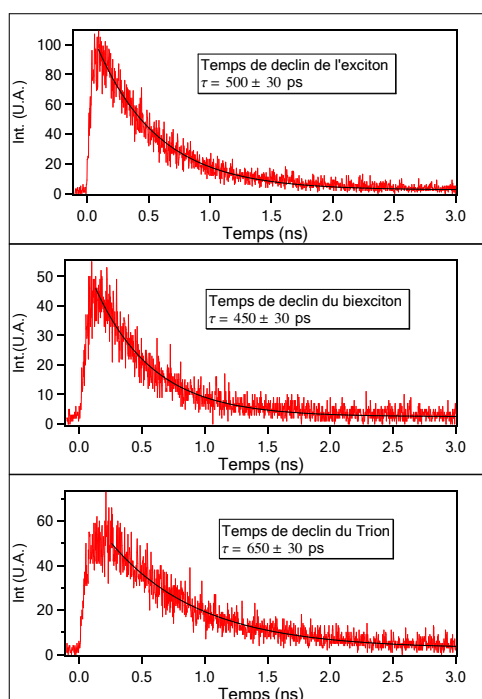 100
80
60
40
20
0
Int. (U.A.)
Temps de declin de l'exciton
τ = 500 ± 30 ps
0.0 0.5 1.0 1.5 2.0 2.5 3.0
Temps (ns)
50
40
30
20
10
0
Int.(U.A.)
Temps de declin du biexciton
τ = 450 ± 30 ps
0.0 0.5 1.0 1.5 2.0 2.5 3.0
Temps (ns)
60
40
20
0
Int (U.A.)
Temps de declin du Trion
τ = 650 ± 30 ps
0.0 0.5 1.0 1.5 2.0 2.5 3.0
Temps (ns)